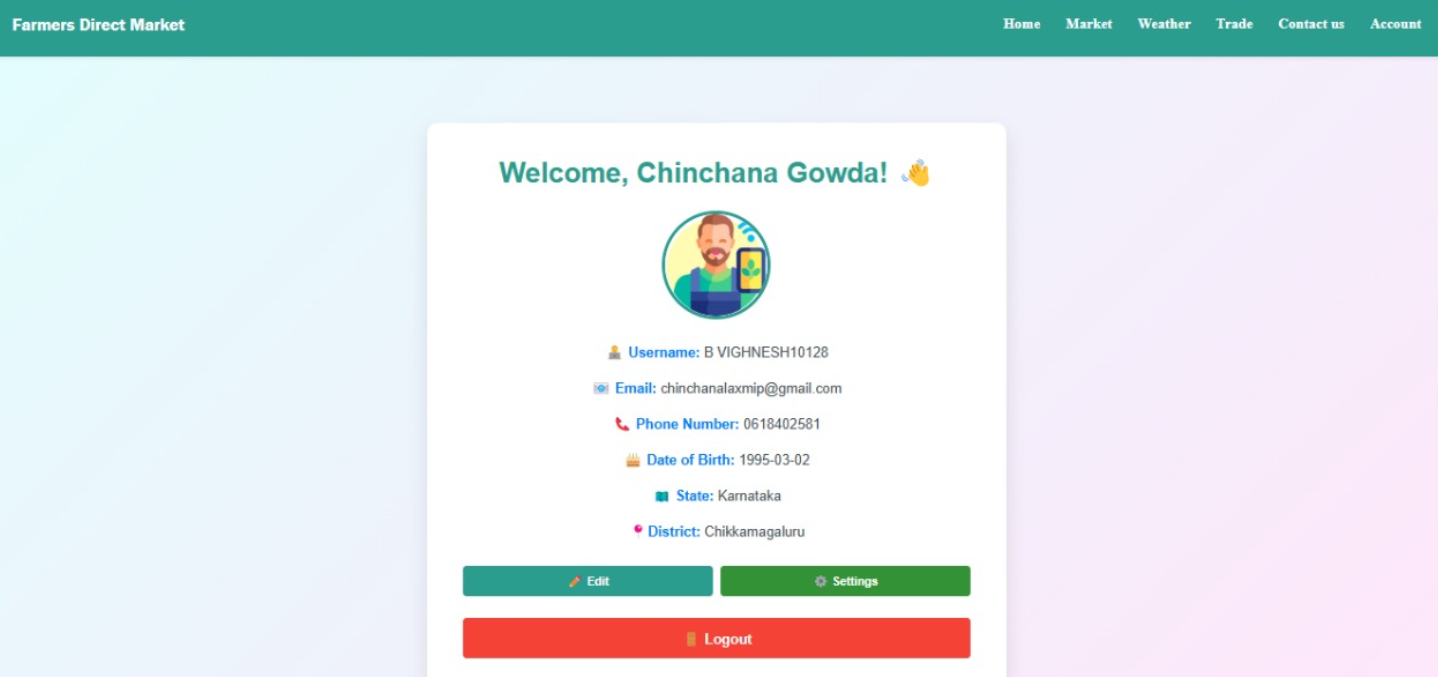 Farmers Direct Market
Home Market Weather Trade Contact us Account
Welcome, Chinchana Gowda! 👋
Username: B VIGHNESH10128
Email: chinchanalaxmip@gmail.com
Phone Number: 0618402581
Date of Birth: 1995-03-02
State: Karnataka
District: Chikkamagaluru
Edit Settings
Logout